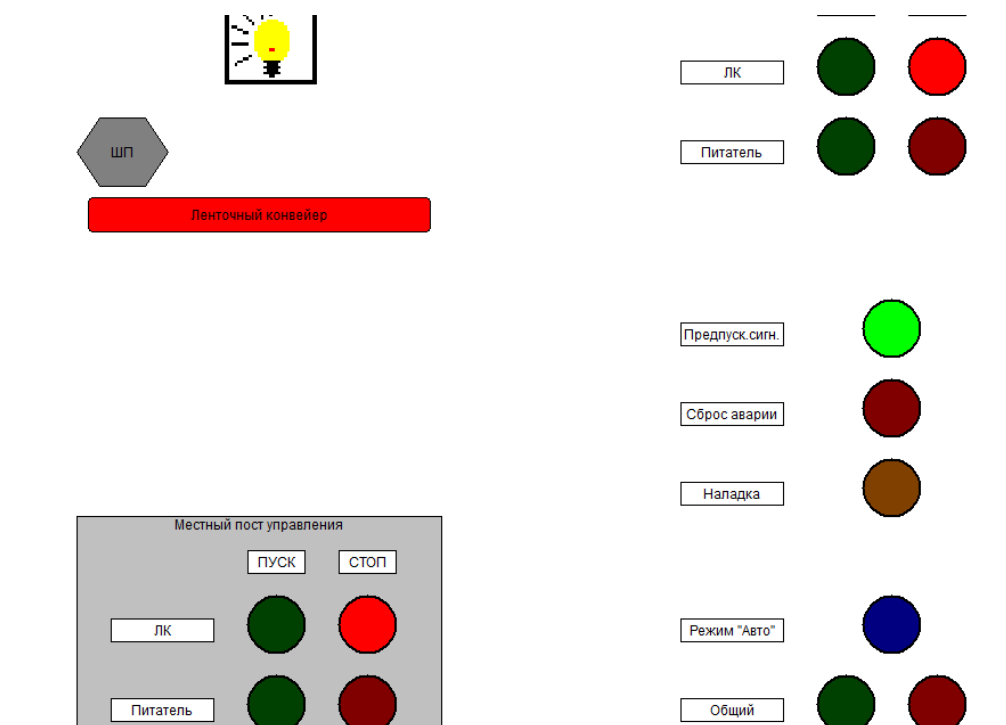 ЛК
ШП
Питатель
Ленточный конвейер
Предпуск.сигн.
Сброс аварии
Наладка
Местный пост управления
ПУСК СТОП
ЛК
Режим "Авто"
Питатель
Общий